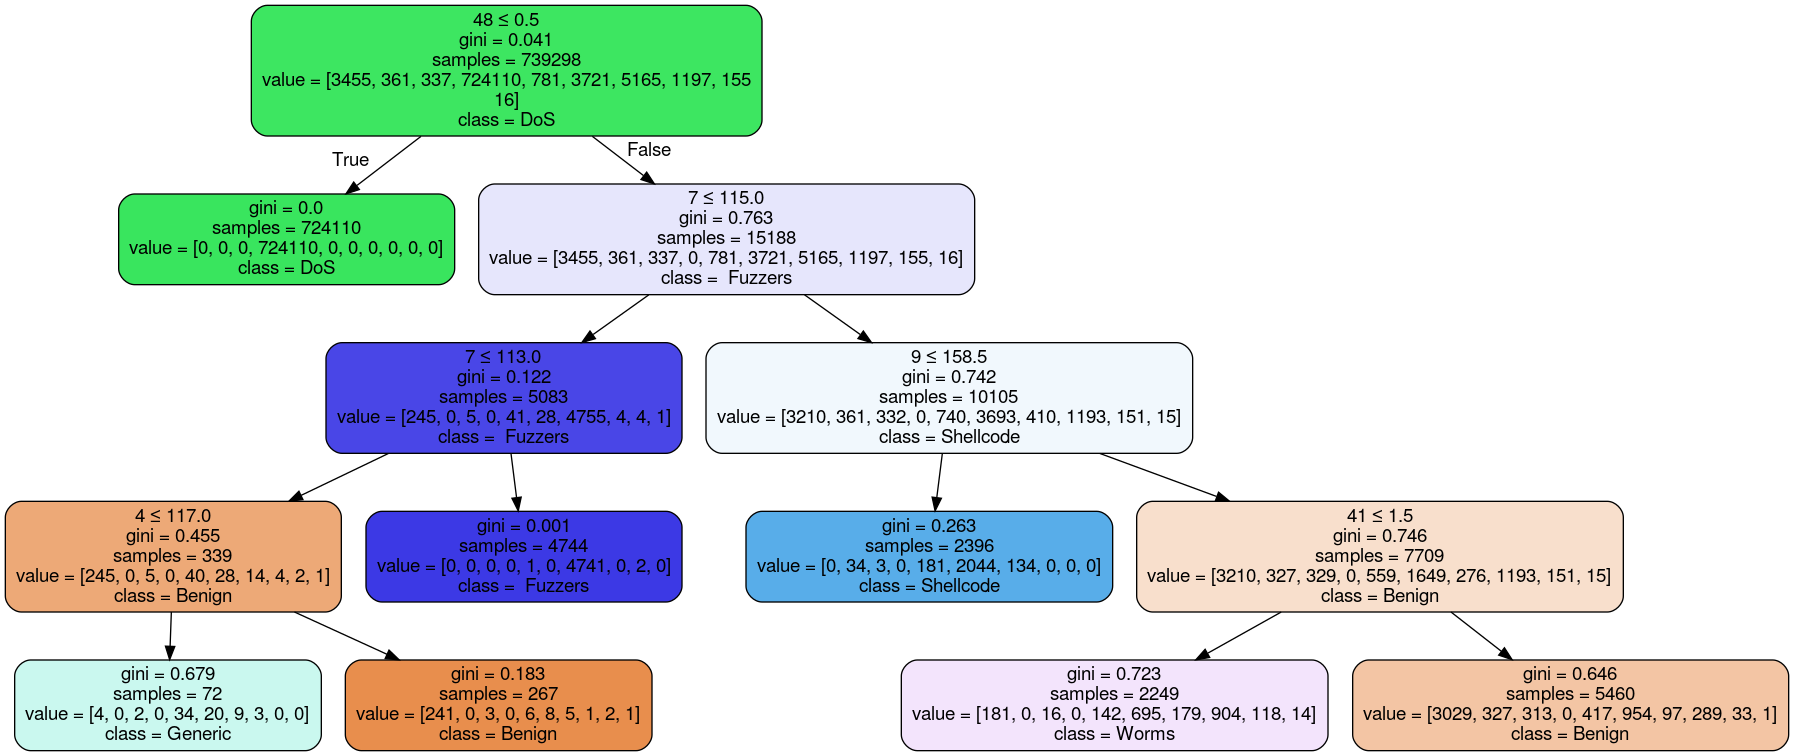 48 ≤ 0.5
gini = 0.041
samples = 739298
value = [3455, 361, 337, 724110, 781, 3721, 5165, 1197, 155
16]
class = DoS
True
False
gini = 0.0
samples = 724110
value = [0, 0, 0, 724110, 0, 0, 0, 0, 0, 0]
class = DoS
7 ≤ 115.0
gini = 0.763
samples = 15188
value = [3455, 361, 337, 0, 781, 3721, 5165, 1197, 155, 16]
class =  Fuzzers
7 ≤ 113.0
gini = 0.122
samples = 5083
value = [245, 0, 5, 0, 41, 28, 4755, 4, 4, 1]
class =  Fuzzers
9 ≤ 158.5
gini = 0.742
samples = 10105
value = [3210, 361, 332, 0, 740, 3693, 410, 1193, 151, 15]
class = Shellcode
4 ≤ 117.0
gini = 0.455
samples = 339
value = [245, 0, 5, 0, 40, 28, 14, 4, 2, 1]
class = Benign
gini = 0.001
samples = 4744
value = [0, 0, 0, 0, 1, 0, 4741, 0, 2, 0]
class =  Fuzzers
gini = 0.263
samples = 2396
value = [0, 34, 3, 0, 181, 2044, 134, 0, 0, 0]
class = Shellcode
41 ≤ 1.5
gini = 0.746
samples = 7709
value = [3210, 327, 329, 0, 559, 1649, 276, 1193, 151, 15]
class = Benign
gini = 0.679
samples = 72
value = [4, 0, 2, 0, 34, 20, 9, 3, 0, 0]
class = Generic
gini = 0.183
samples = 267
value = [241, 0, 3, 0, 6, 8, 5, 1, 2, 1]
class = Benign
gini = 0.723
samples = 2249
value = [181, 0, 16, 0, 142, 695, 179, 904, 118, 14]
class = Worms
gini = 0.646
samples = 5460
value = [3029, 327, 313, 0, 417, 954, 97, 289, 33, 1]
class = Benign